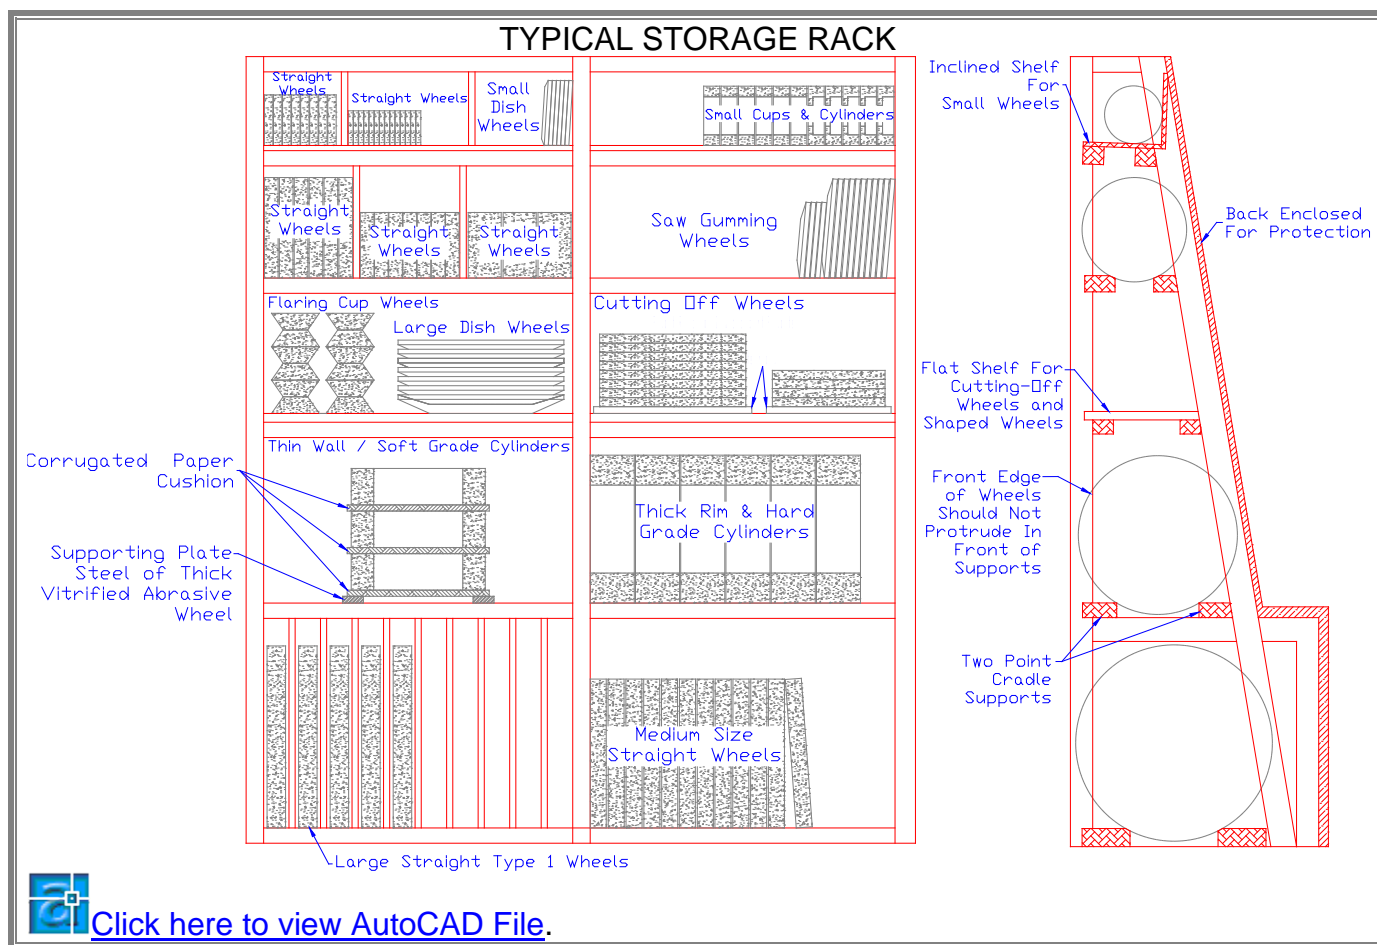 TYPICAL STORAGE RACK
Straight
Wheels
Straight Wheels
Small
Dish
Wheels
Small Cups & Cylinders
Straight
Wheels
Straight
Wheels
Straight
Wheels
Saw Gumming
Wheels
Flaring Cup Wheels
Large Dish Wheels
Cutting Off Wheels
Thin Wall / Soft Grade Cylinders
Corrugated Paper
Cushion
Supporting Plate
Steel of Thick
Vitrified Abrasive
Wheel
Thick Rim & Hard
Grade Cylinders
Medium Size
Straight Wheels
Large Straight Type 1 Wheels
Inclined Shelf
For
Small Wheels
Back Enclosed
For Protection
Flat Shelf For
Cutting-Off
Wheels and
Shaped Wheels
Front Edge
of Wheels
Should Not
Protrude In
Front of
Supports
Two Point
Cradle
Supports
Click here to view AutoCAD File.